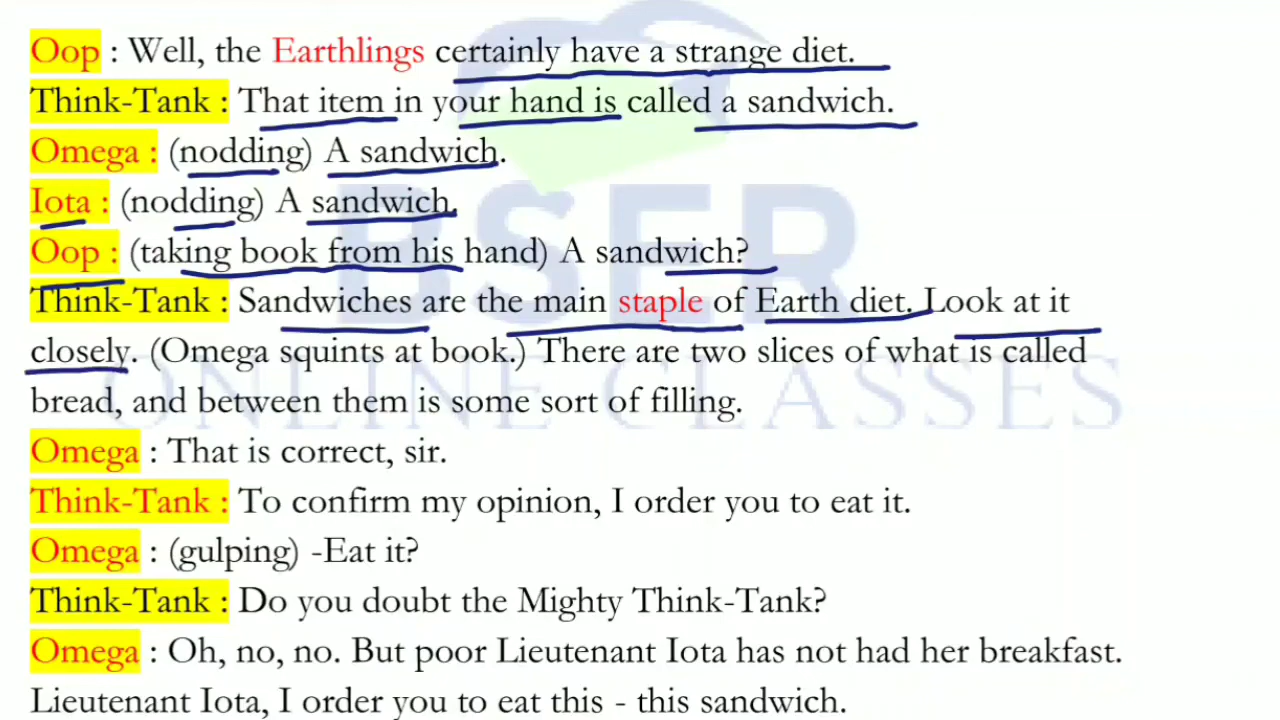 Oop : Well, the Earthlings certainly have a strange diet.
Think-Tank : That item in your hand is called a sandwich.
Omega : (nodding) A sandwich.
Iota : (nodding) A sandwich.
Oop : (taking book from his hand) A sandwich?
Think-Tank : Sandwiches are the main staple of Earth diet. Look at it
closely. (Omega squints at book.) There are two slices of what is called
bread, and between them is some sort of filling.
Omega : That is correct, sir.
Think-Tank : To confirm my opinion, I order you to eat it.
Omega : (gulping) -Eat it?
Think-Tank : Do you doubt the Mighty Think-Tank?
Omega : Oh, no, no. But poor Lieutenant Iota has not had her breakfast.
Lieutenant Iota, I order you to eat this - this sandwich.
BSER
ONLINE CLASSES